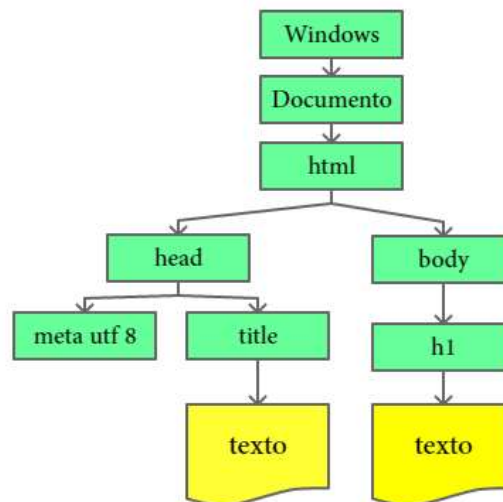 Windows
Documento
html
head
body
meta utf 8
title
h1
texto
texto